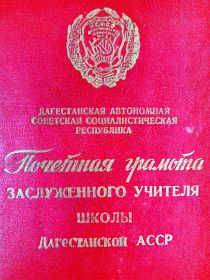 ДАГЕСТАНСКАЯ АВТОНОМНАЯ
СОВЕТСКАЯ СОЦИАЛИСТИЧЕСКАЯ
РЕСПУБЛИКА
Почетная грамота
ЗАСЛУЖЕННОГО УЧИТЕЛЯ
ШКОЛЫ
ДАГЕСТАНСКОЙ АССР